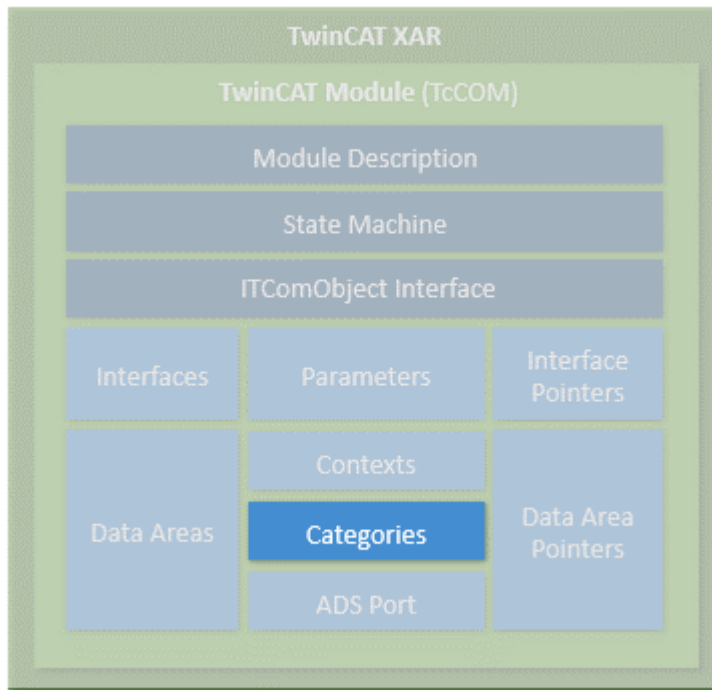 TwinCAT XAR
TwinCAT Module (TcCOM)
Module Description
State Machine
ITComObject Interface
Interfaces
Parameters
Interface
Pointers
Data Areas
Contexts
Categories
ADS Port
Data Area
Pointers